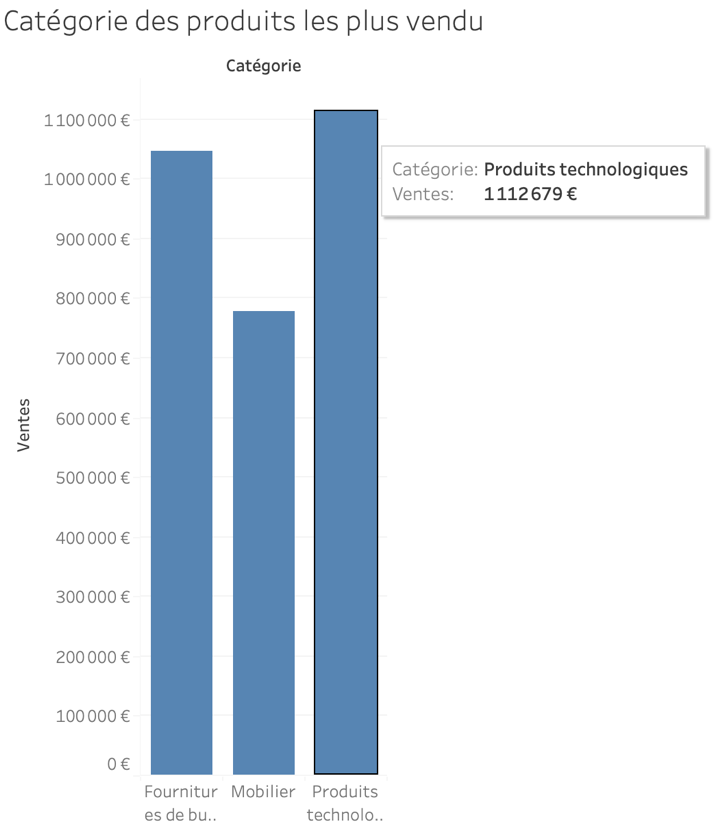 Catégorie des produits les plus vendu
Catégorie
1 100 000 €
1 000 000 €
900 000 €
800 000 €
700 000 €
600 000 €
500 000 €
400 000 €
300 000 €
200 000 €
100 000 €
0 €
Ventes
Catégorie: Produits technologiques
Ventes: 1 112 679 €
Fournitur
es de bu..
Mobilier
Produits
technolo..